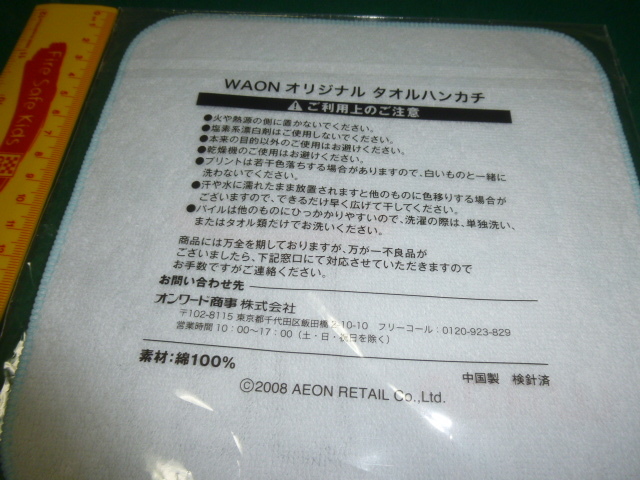 WAON オリジナル タオルハンカチ
ご利用上のご注意
●火や熱源の側に置かないでください。
●塩素系漂白剤はご使用しないでください。
●本来の目的以外のご使用はお避けください。
●乾燥機のご使用はお避けください。
●プリントは若干色落ちする場合がありますので、白いものと一緒に
洗わないでください。
●汗や水に濡れたまま放置されますと他のものに色移りする場合が
ございますので、できるだけ早く広げて干してください。
●パイルは他のものにひっかかりやすいので、洗濯の際は、単独洗い、
またはタオル類だけでお洗いください。
商品には万全を期しておりますが、万が一不良品が
ございましたら、下記窓口にて対応させていただきますので
お手数ですがご連絡ください。
お問い合わせ先
オンワード商事 株式会社
〒102-8115 東京都千代田区飯田橋2-10-10 フリーコール：0120-923-829
営業時間 10：00〜17：00（土・日・祝日を除く）
素材：綿100%
中国製 検針済
©2008 AEON RETAIL Co.,Ltd.
Fire Safe Kids